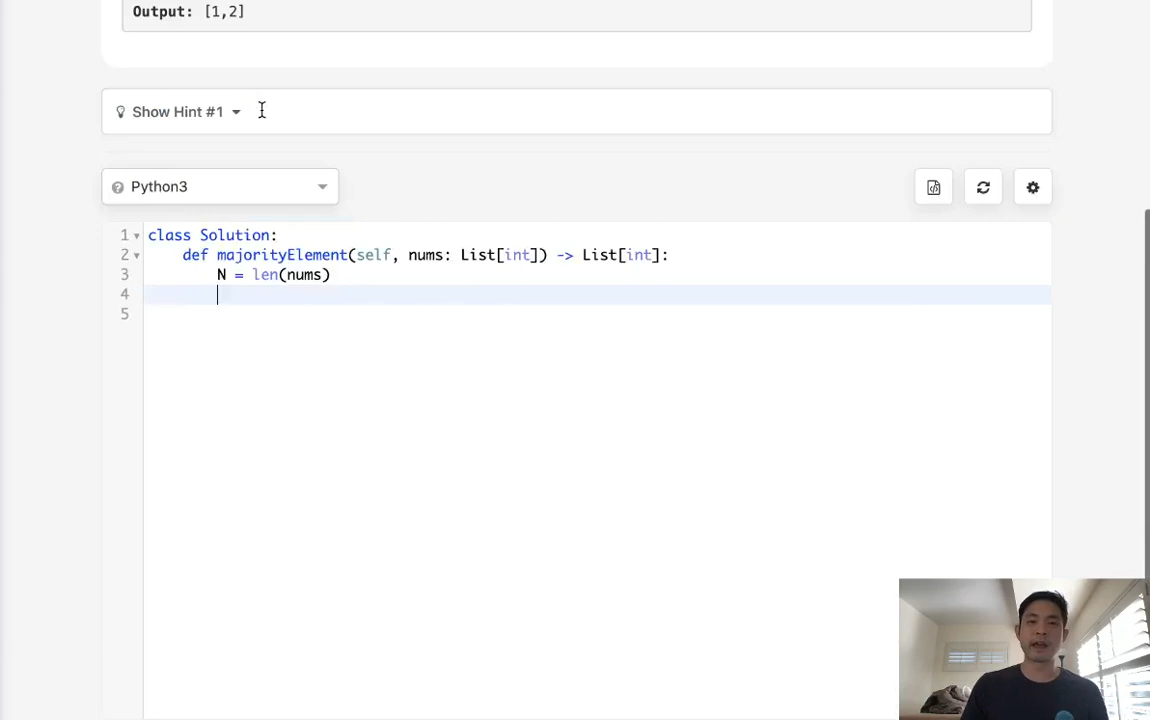 Output: [1,2]
Show Hint #1
Python3
1 class Solution:
2 def majorityElement(self, nums: List[int]) -> List[int]:
3 N = len(nums)
4
5